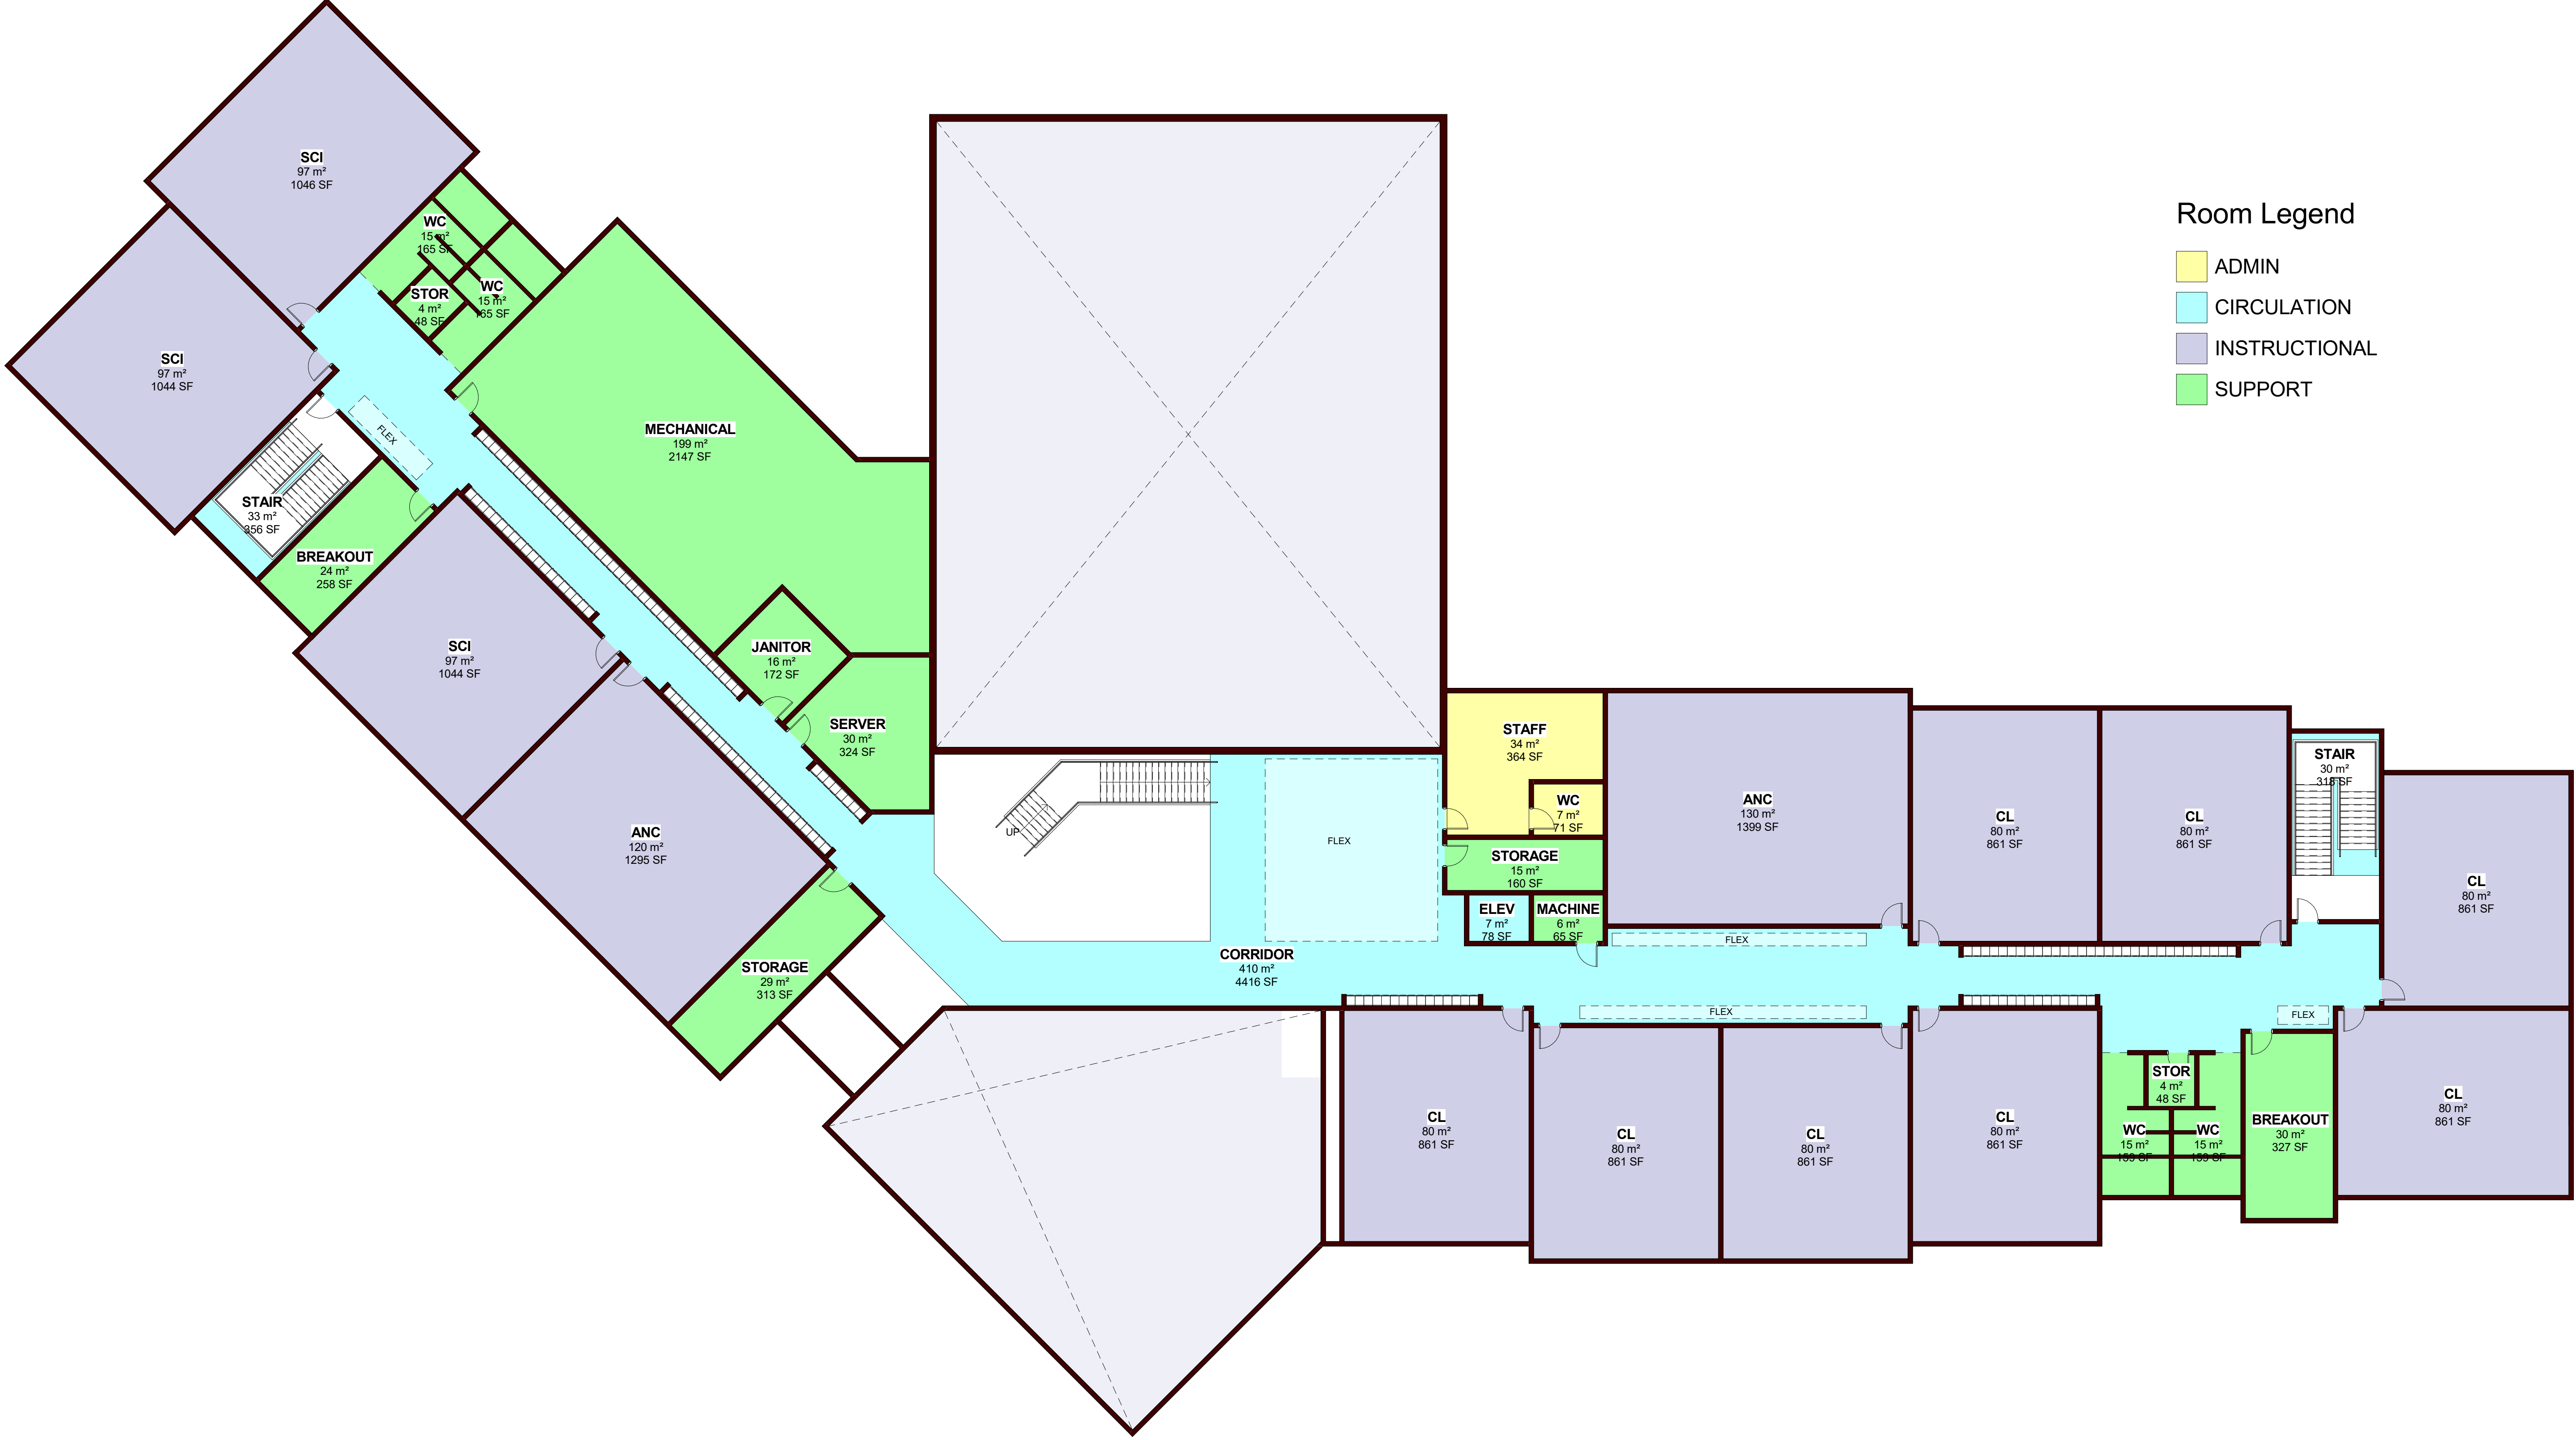 SCI
97 m²
1046 SF
SCI
97 m²
1044 SF
WC
15 m²
165 SF
WC
15 m²
165 SF
STOR
4 m²
48 SF
FLEX
STAIR
33 m²
356 SF
BREAKOUT
24 m²
258 SF
MECHANICAL
199 m²
2147 SF
SCI
97 m²
1044 SF
JANITOR
16 m²
172 SF
SERVER
30 m²
324 SF
ANC
120 m²
1295 SF
STORAGE
29 m²
313 SF
UP
FLEX
CORRIDOR
410 m²
4416 SF
STAFF
34 m²
364 SF
WC
7 m²
71 SF
STORAGE
15 m²
160 SF
ELEV
7 m²
78 SF
MACHINE
6 m²
65 SF
ANC
130 m²
1399 SF
FLEX
FLEX
CL
80 m²
861 SF
CL
80 m²
861 SF
STAIR
30 m²
318 SF
CL
80 m²
861 SF
FLEX
CL
80 m²
861 SF
CL
80 m²
861 SF
CL
80 m²
861 SF
CL
80 m²
861 SF
STOR
4 m²
48 SF
WC
15 m²
159 SF
WC
15 m²
159 SF
BREAKOUT
30 m²
327 SF
CL
80 m²
861 SF
Room Legend
ADMIN
CIRCULATION
INSTRUCTIONAL
SUPPORT